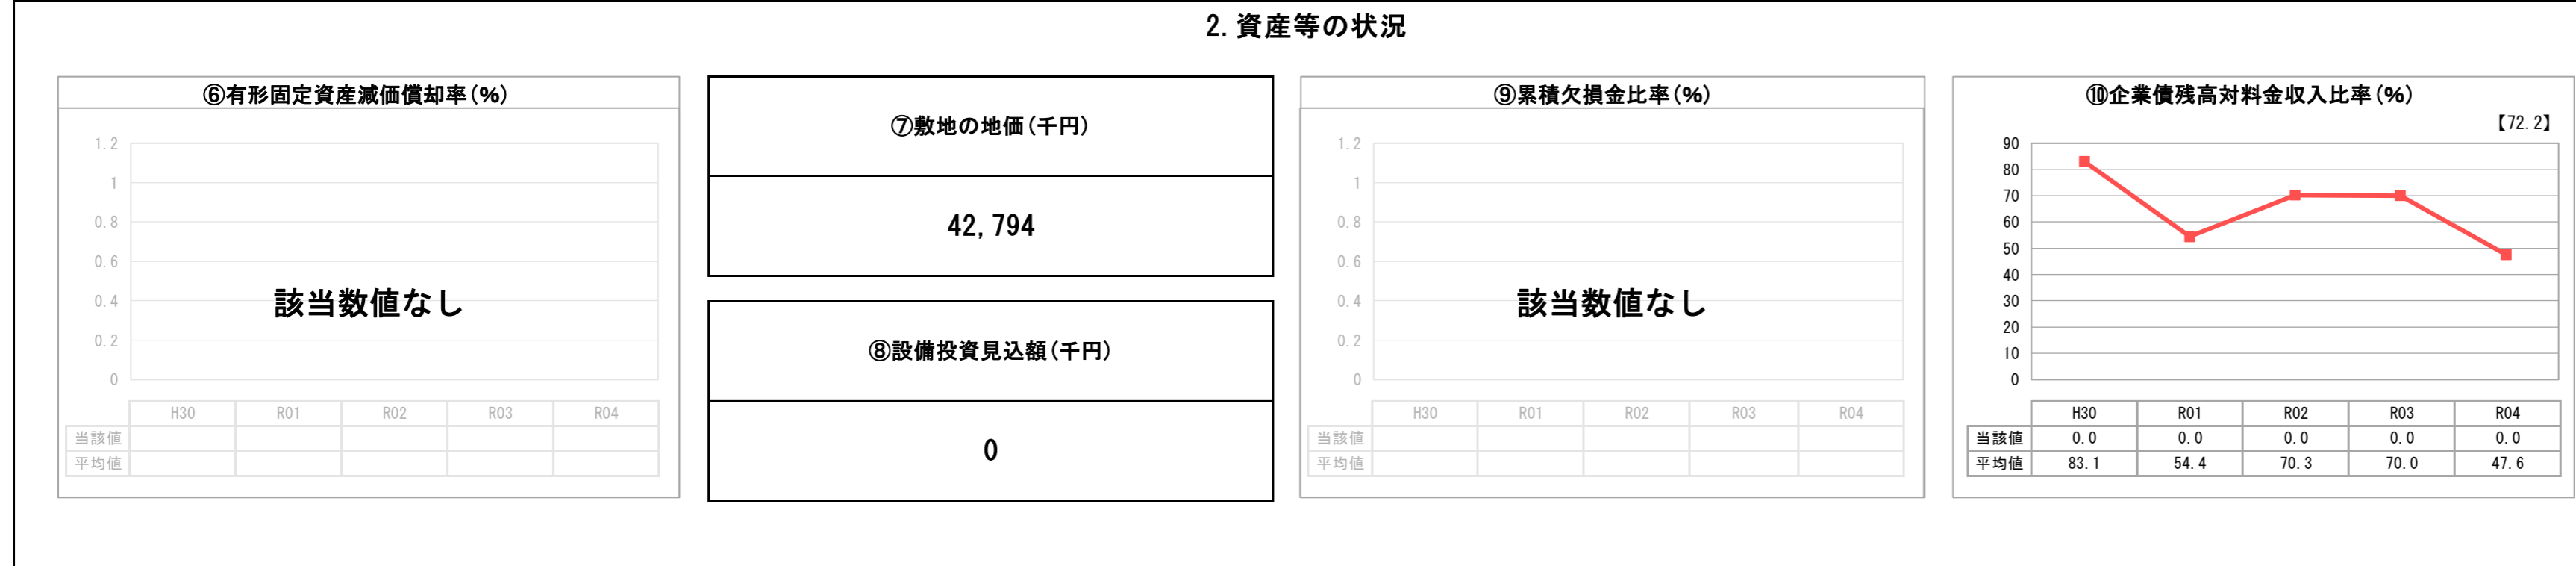 2.資産等の状況
⑥有形固定資産減価償却率(%)
1.2
1
0.8
0.6
0.4
0.2
0
該当数値なし
H30 R01 R02 R03 R04
当該値
平均値
⑦敷地の地価(千円)
42,794
⑧設備投資見込額(千円)
0
⑨累積欠損金比率(%)
1.2
1
0.8
0.6
0.4
0.2
0
該当数値なし
H30 R01 R02 R03 R04
当該値
平均値
⑩企業債残高対料金収入比率(%)
【72.2】
90
80
70
60
50
40
30
20
10
0
H30 R01 R02 R03 R04
当該値 0.0 0.0 0.0 0.0 0.0
平均値 83.1 54.4 70.3 70.0 47.6